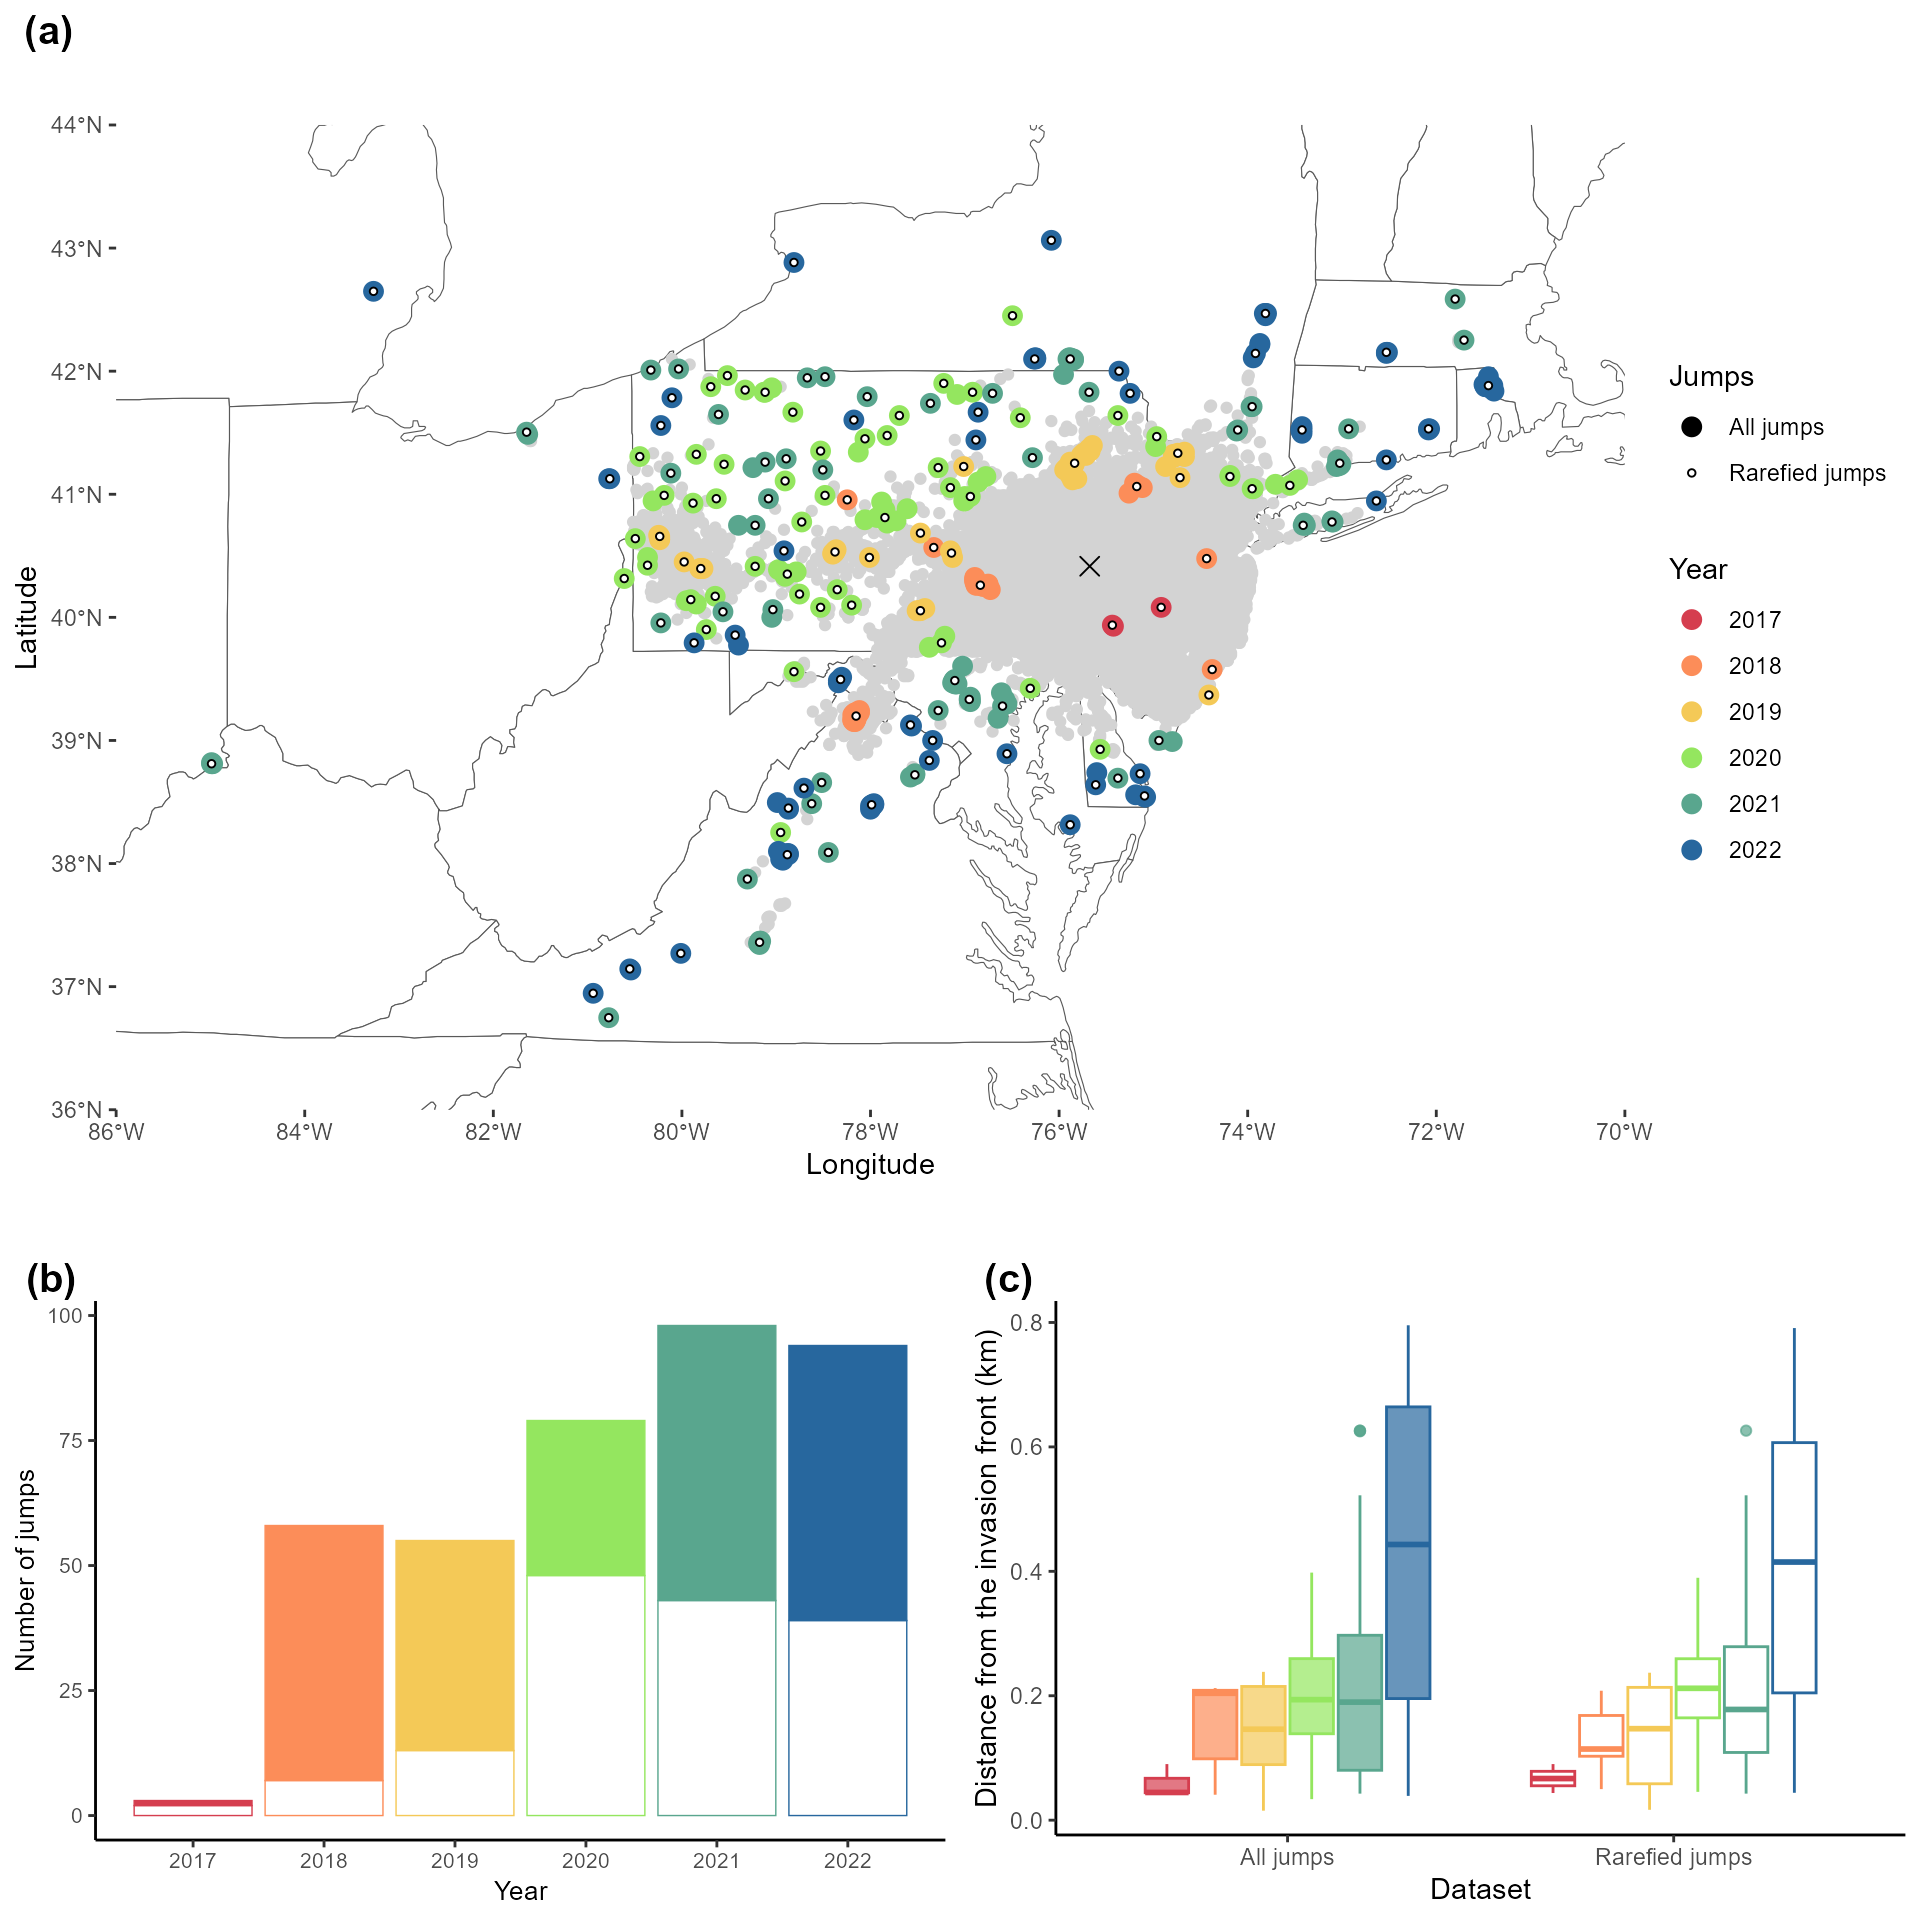 (a)
44°N
43°N
42°N
41°N
40°N
39°N
38°N
37°N
36°N
Latitude
86°W 84°W 82°W 80°W 78°W 76°W 74°W 72°W 70°W
Longitude
Jumps
All jumps
Rarefied jumps
Year
2017
2018
2019
2020
2021
2022
(b)
100
75
50
25
0
Number of jumps
2017 2018 2019 2020 2021 2022
Year
(c)
0.8
0.6
0.4
0.2
0.0
Distance from the invasion front (km)
All jumps Rarefied jumps
Dataset